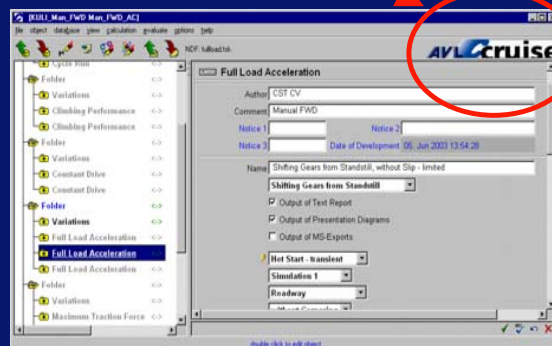 [KULI_Man_FWD Man_FWD_AC]
file object database view calculation evaluate options help
NDF: fullload.tsk
AVL cruise
Cycle Run
Folder
Variations
Climbing Performance
Climbing Performance
Folder
Variations
Constant Drive
Constant Drive
Folder
Variations
Full Load Acceleration
Full Load Acceleration
Full Load Acceleration
Folder
Variations
Maximum Traction Force
Full Load Acceleration
Author CST CV
Comment Manual FWD
Notice 1 Notice 2
Notice 3 Date of Development 05. Jun 2003 13:54:28
Name Shifting Gears from Standstill, without Slip - limited
Shifting Gears from Standstill
Output of Text Report
Output of Presentation Diagrams
Output of MS-Exports
Hot Start - transient
Simulation 1
Roadway
double click to edit object